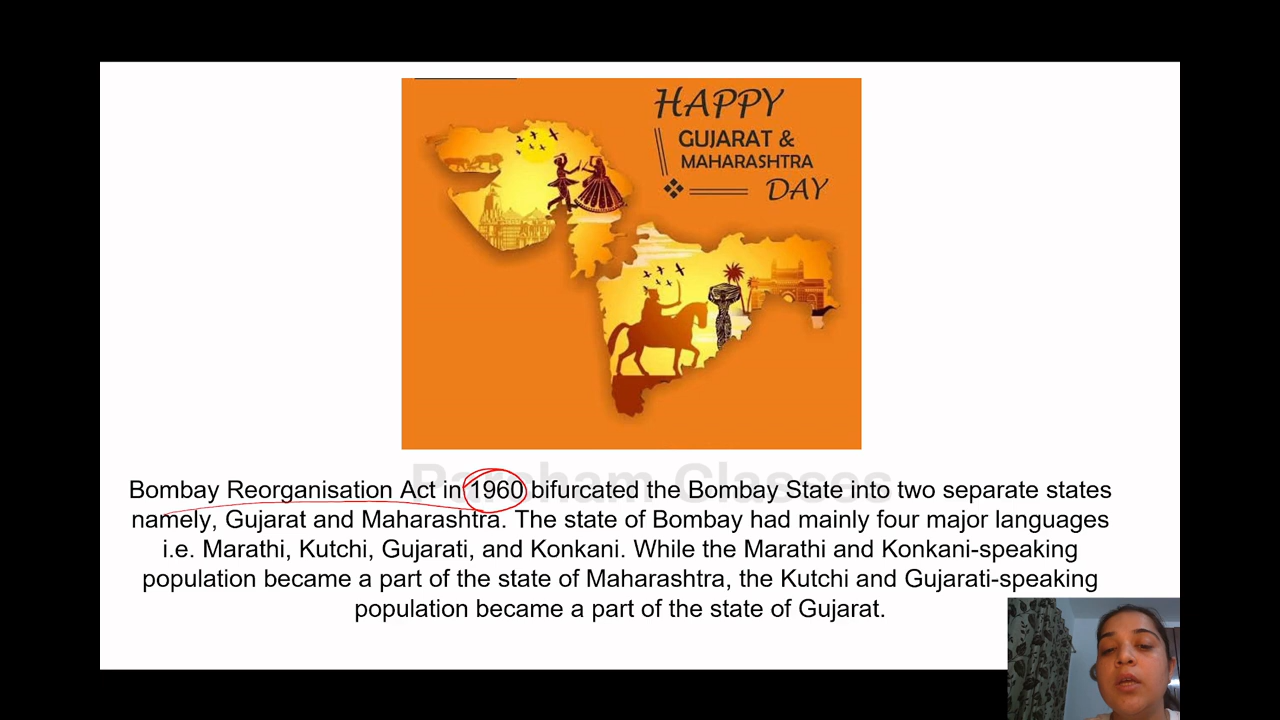 HAPPY
GUJARAT &
MAHARASHTRA
DAY
Parcham Classes
Bombay Reorganisation Act in 1960 bifurcated the Bombay State into two separate states
namely, Gujarat and Maharashtra. The state of Bombay had mainly four major languages
i.e. Marathi, Kutchi, Gujarati, and Konkani. While the Marathi and Konkani-speaking
population became a part of the state of Maharashtra, the Kutchi and Gujarati-speaking
population became a part of the state of Gujarat.